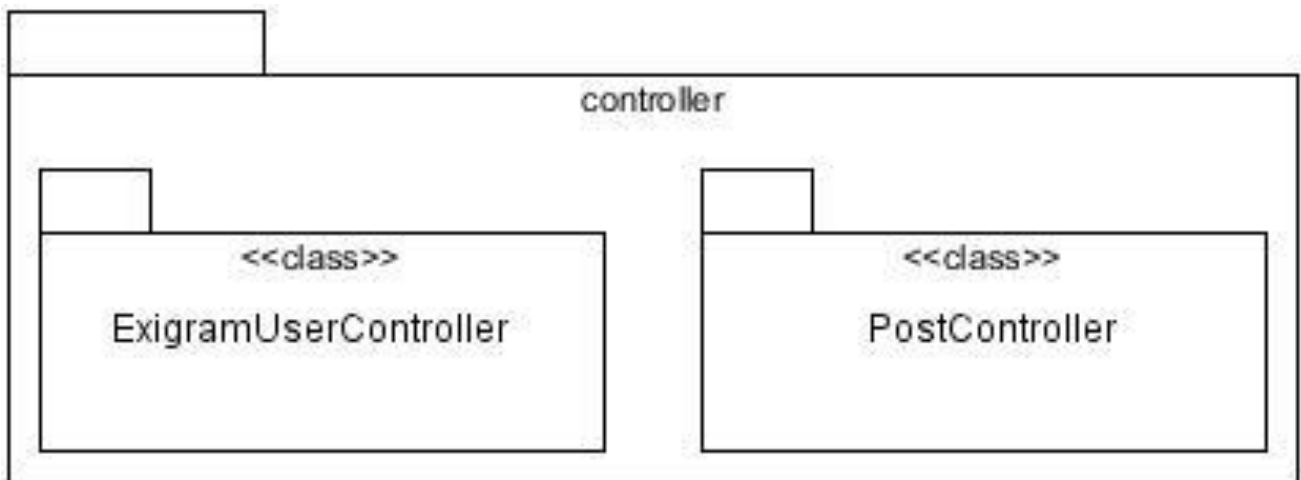 controller
<<class>>
ExigramUserController
<<class>>
PostController